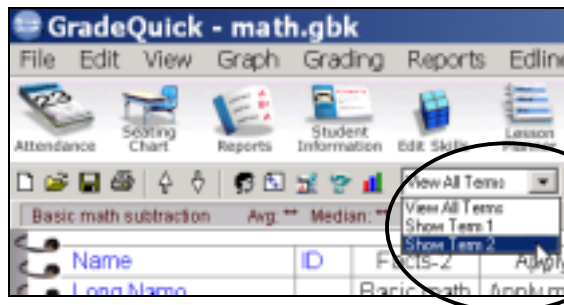 GradeQuick - math.gbk
File Edit View Graph Grading Reports Edline
Attendance Seating Chart Reports Student Information Edit Skills Lesson Planner
View All Terms
Basic math subtraction Avg: ** Median: **
View All Terms
Show Term 1
Show Term 2
Name ID Facts-2 Apply
Long Name Basic math Apply m